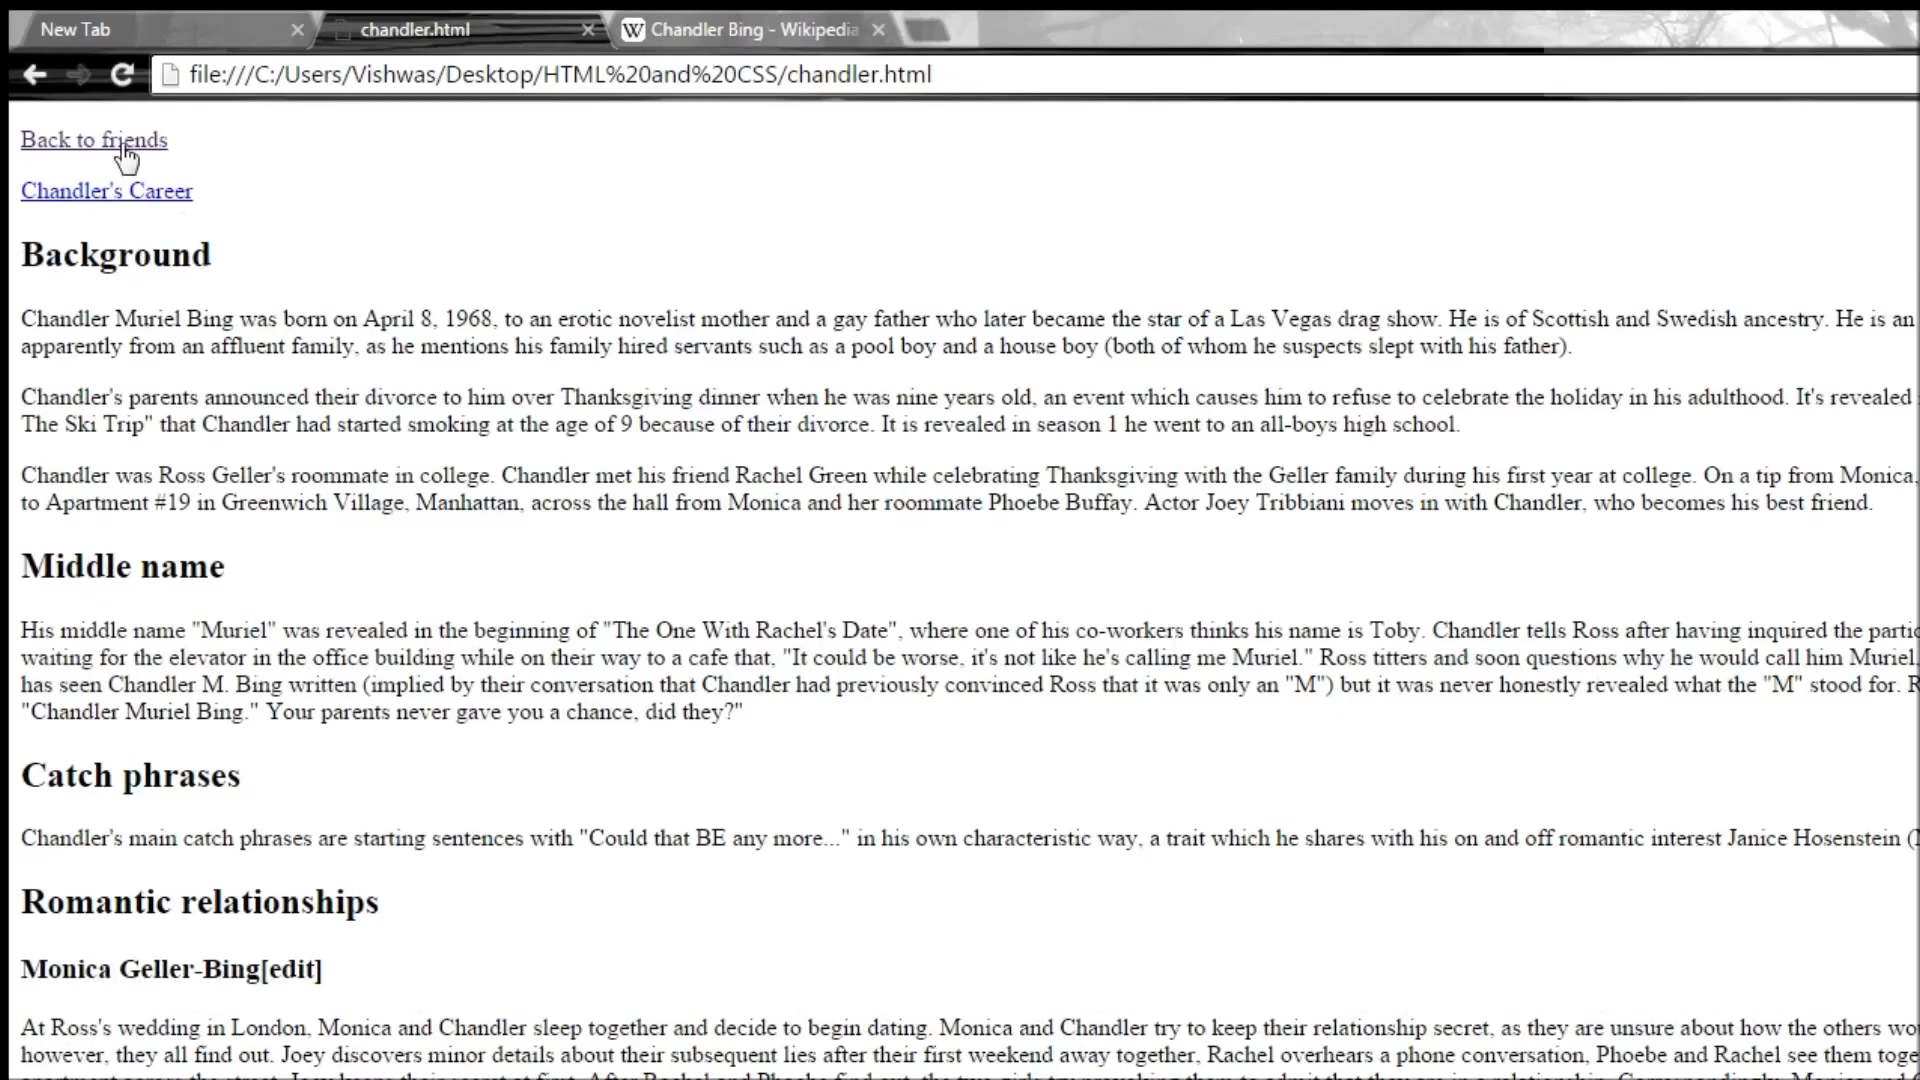 New Tab
chandler.html
Chandler Bing - Wikipedia
file:///C:/Users/Vishwas/Desktop/HTML%20and%20CSS/chandler.html
Back to friends
Chandler's Career
Background
Chandler Muriel Bing was born on April 8, 1968, to an erotic novelist mother and a gay father who later became the star of a Las Vegas drag show. He is of Scottish and Swedish ancestry. He is an
apparently from an affluent family, as he mentions his family hired servants such as a pool boy and a house boy (both of whom he suspects slept with his father).
Chandler's parents announced their divorce to him over Thanksgiving dinner when he was nine years old, an event which causes him to refuse to celebrate the holiday in his adulthood. It's revealed
The Ski Trip" that Chandler had started smoking at the age of 9 because of their divorce. It is revealed in season 1 he went to an all-boys high school.
Chandler was Ross Geller's roommate in college. Chandler met his friend Rachel Green while celebrating Thanksgiving with the Geller family during his first year at college. On a tip from Monica,
to Apartment #19 in Greenwich Village, Manhattan, across the hall from Monica and her roommate Phoebe Buffay. Actor Joey Tribbiani moves in with Chandler, who becomes his best friend.
Middle name
His middle name "Muriel" was revealed in the beginning of "The One With Rachel's Date", where one of his co-workers thinks his name is Toby. Chandler tells Ross after having inquired the
waiting for the elevator in the office building while on their way to a cafe that, "It could be worse, it's not like he's calling me Muriel." Ross titters and soon questions why he would call him Muriel,
has seen Chandler M. Bing written (implied by their conversation that Chandler had previously convinced Ross that it was only an "M") but it was never honestly revealed what the "M" stood for.
"Chandler Muriel Bing." Your parents never gave you a chance, did they?"
Catch phrases
Chandler's main catch phrases are starting sentences with "Could that BE any more..." in his own characteristic way, a trait which he shares with his on and off romantic interest Janice Hosenstein
Romantic relationships
Monica Geller-Bing[edit]
At Ross's wedding in London, Monica and Chandler sleep together and decide to begin dating. Monica and Chandler try to keep their relationship secret, as they are unsure about how the others
however, they all find out. Joey discovers minor details about their subsequent lies after their first weekend away together, Rachel overhears a phone conversation, Phoebe and Rachel see them